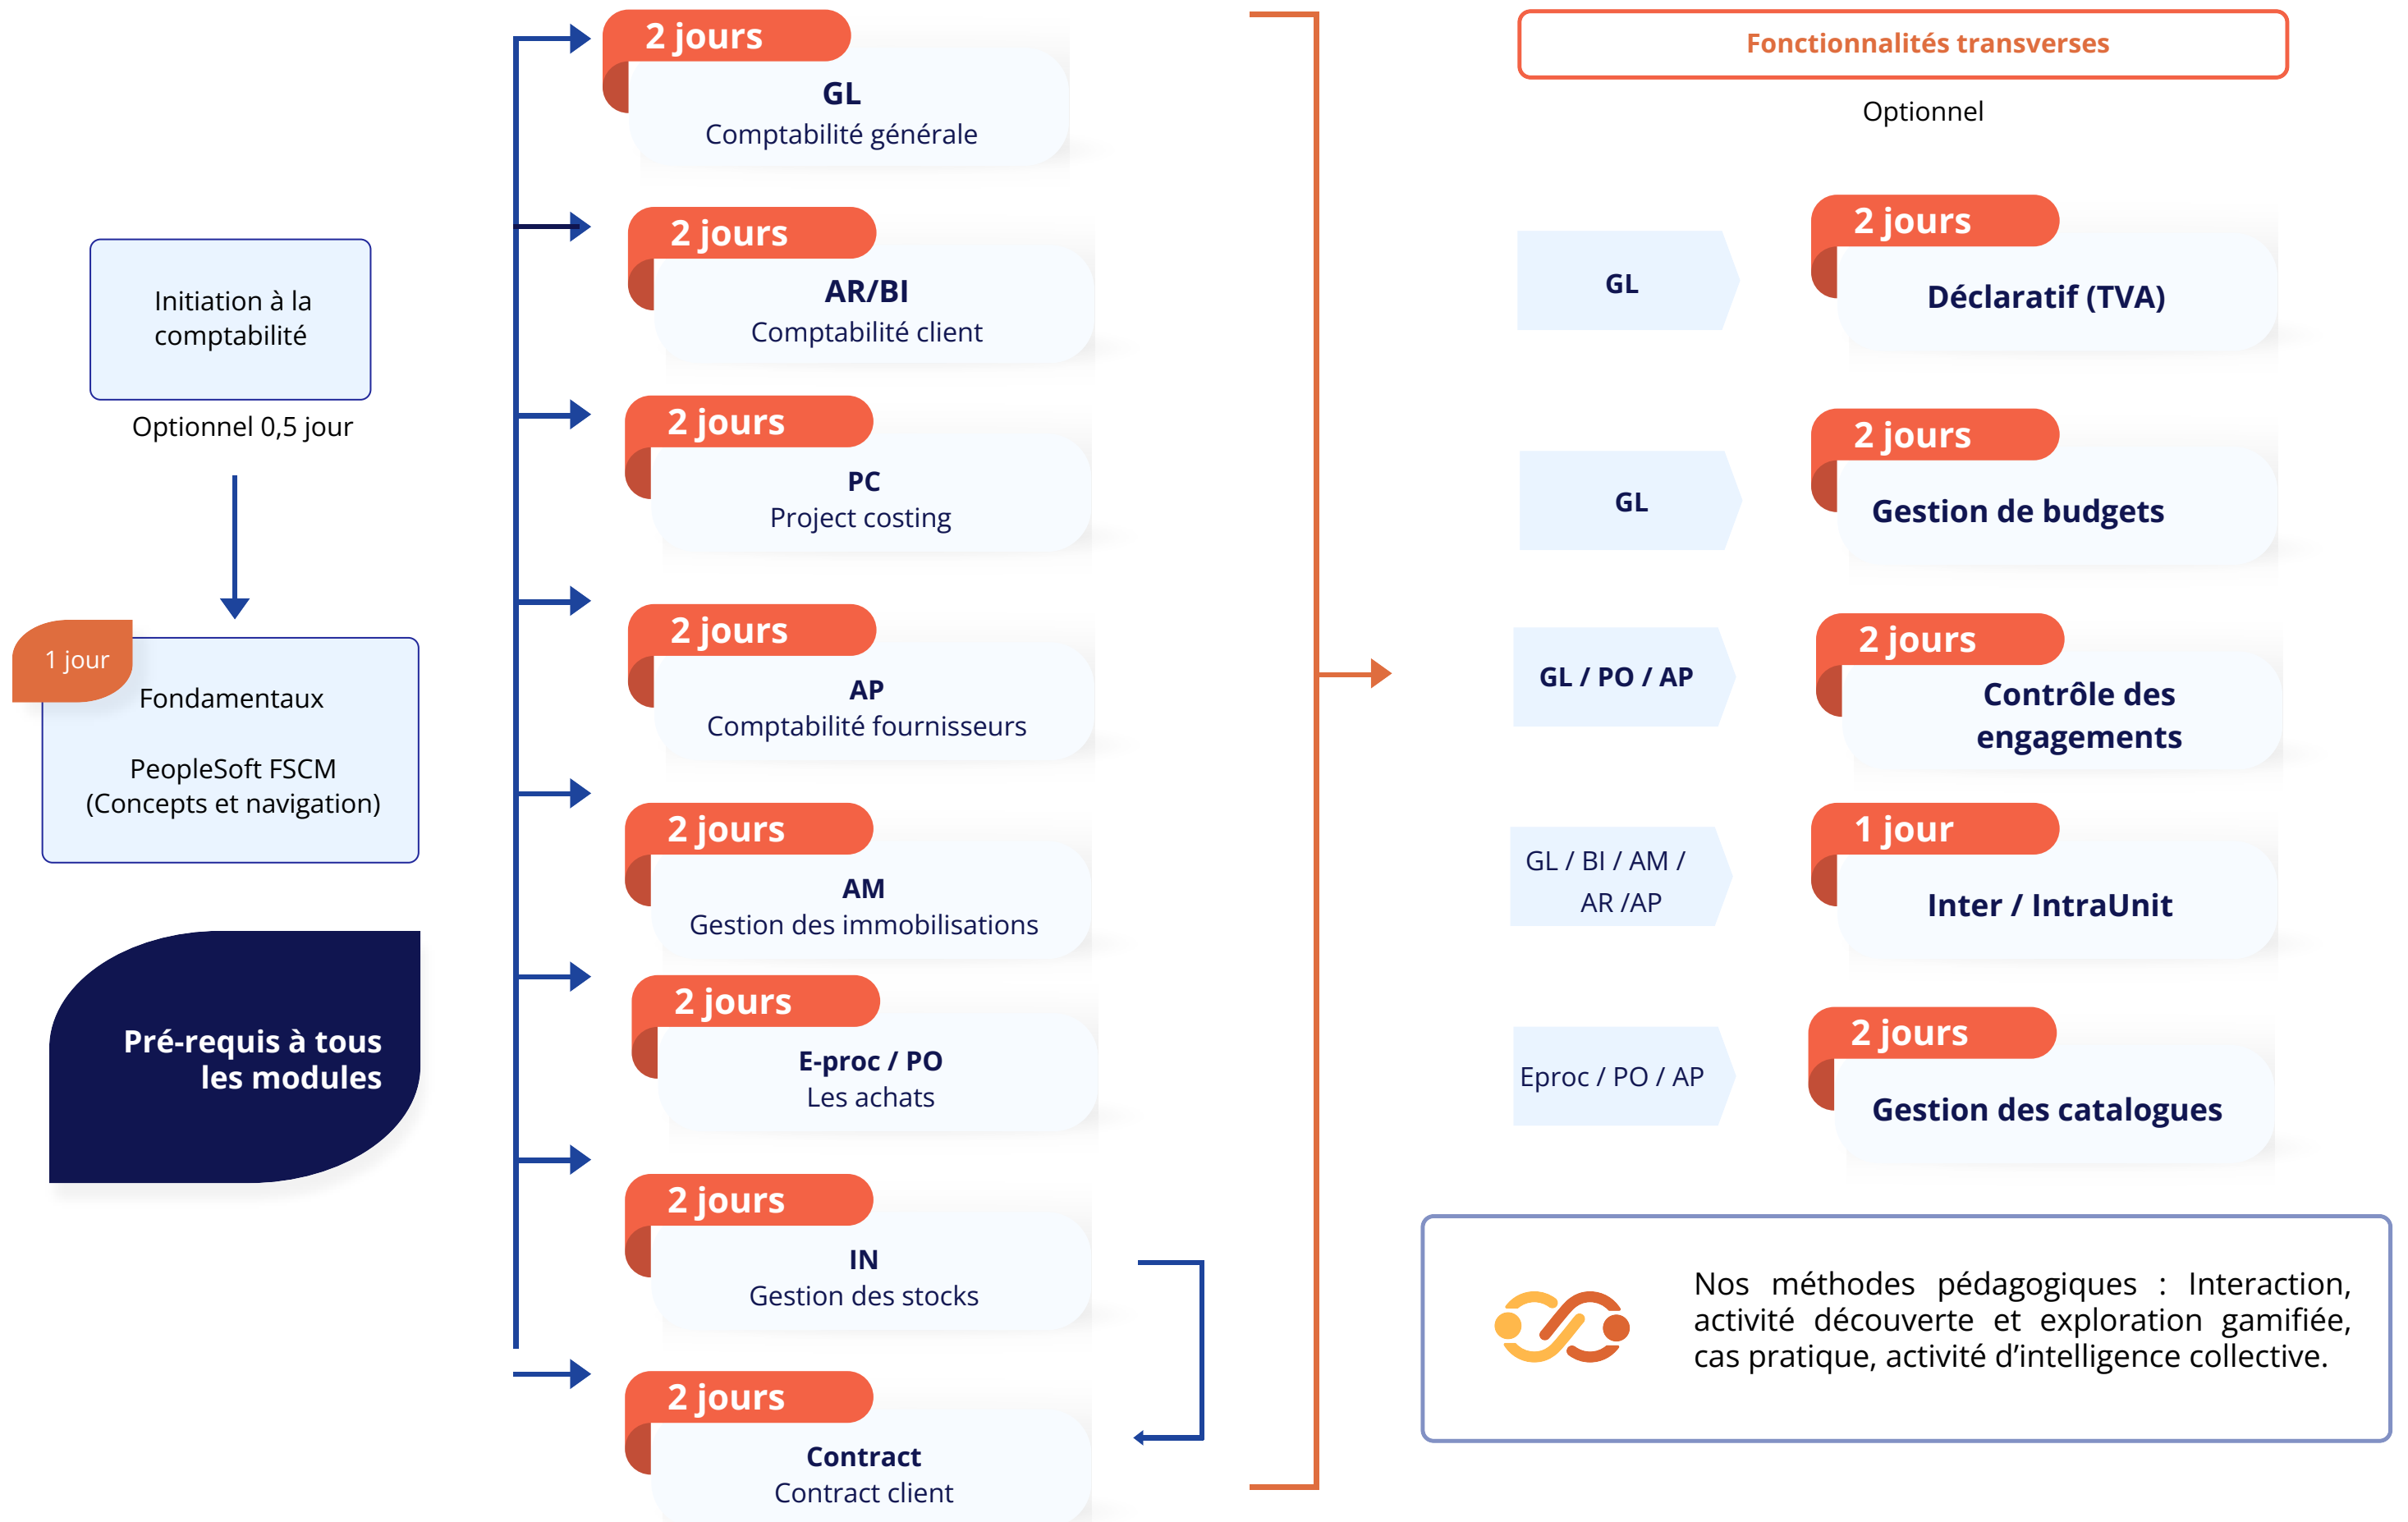 Initiation à la
comptabilité
Optionnel 0,5 jour
1 jour
Fondamentaux
PeopleSoft FSCM
(Concepts et navigation)
Pré-requis à tous
les modules
2 jours
GL
Comptabilité générale
2 jours
AR/BI
Comptabilité client
2 jours
PC
Project costing
2 jours
AP
Comptabilité fournisseurs
2 jours
AM
Gestion des immobilisations
2 jours
E-proc / PO
Les achats
2 jours
IN
Gestion des stocks
2 jours
Contract
Contract client
Fonctionnalités transverses
Optionnel
GL
2 jours
Déclaratif (TVA)
GL
2 jours
Gestion de budgets
GL / PO / AP
2 jours
Contrôle des
engagements
GL / BI / AM /
AR /AP
1 jour
Inter / IntraUnit
Eproc / PO / AP
2 jours
Gestion des catalogues
Nos méthodes pédagogiques : Interaction,
activité découverte et exploration gamifiée,
cas pratique, activité d’intelligence collective.